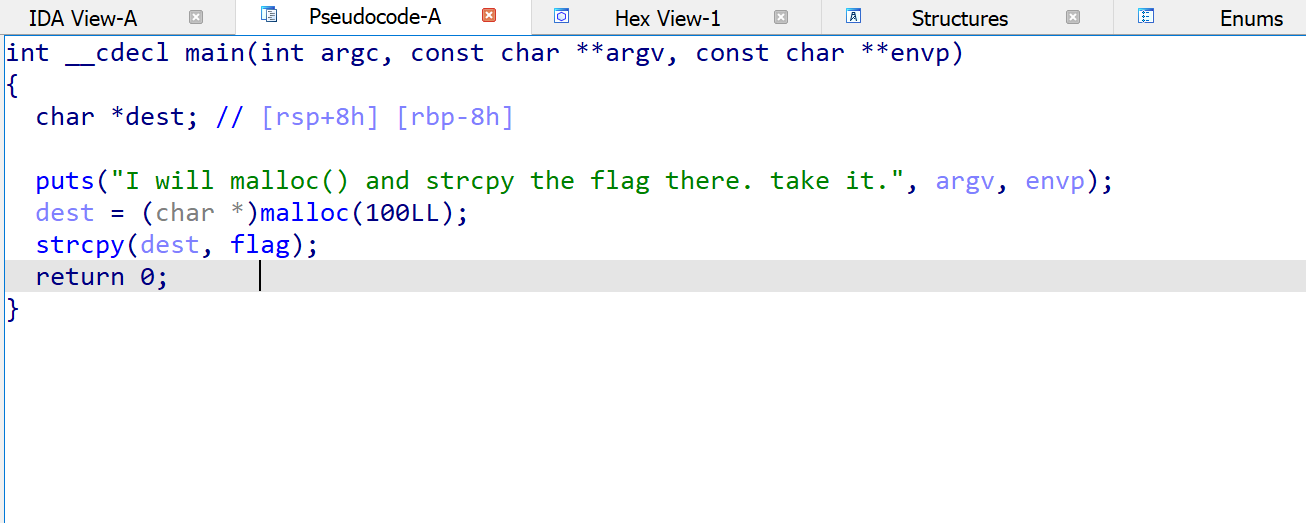 IDA View-A Pseudocode-A Hex View-1 Structures Enums
int __cdecl main(int argc, const char **argv, const char **envp)
{
  char *dest; // [rsp+8h] [rbp-8h]

  puts("I will malloc() and strcpy the flag there. take it.", argv, envp);
  dest = (char *)malloc(100LL);
  strcpy(dest, flag);
  return 0;
}